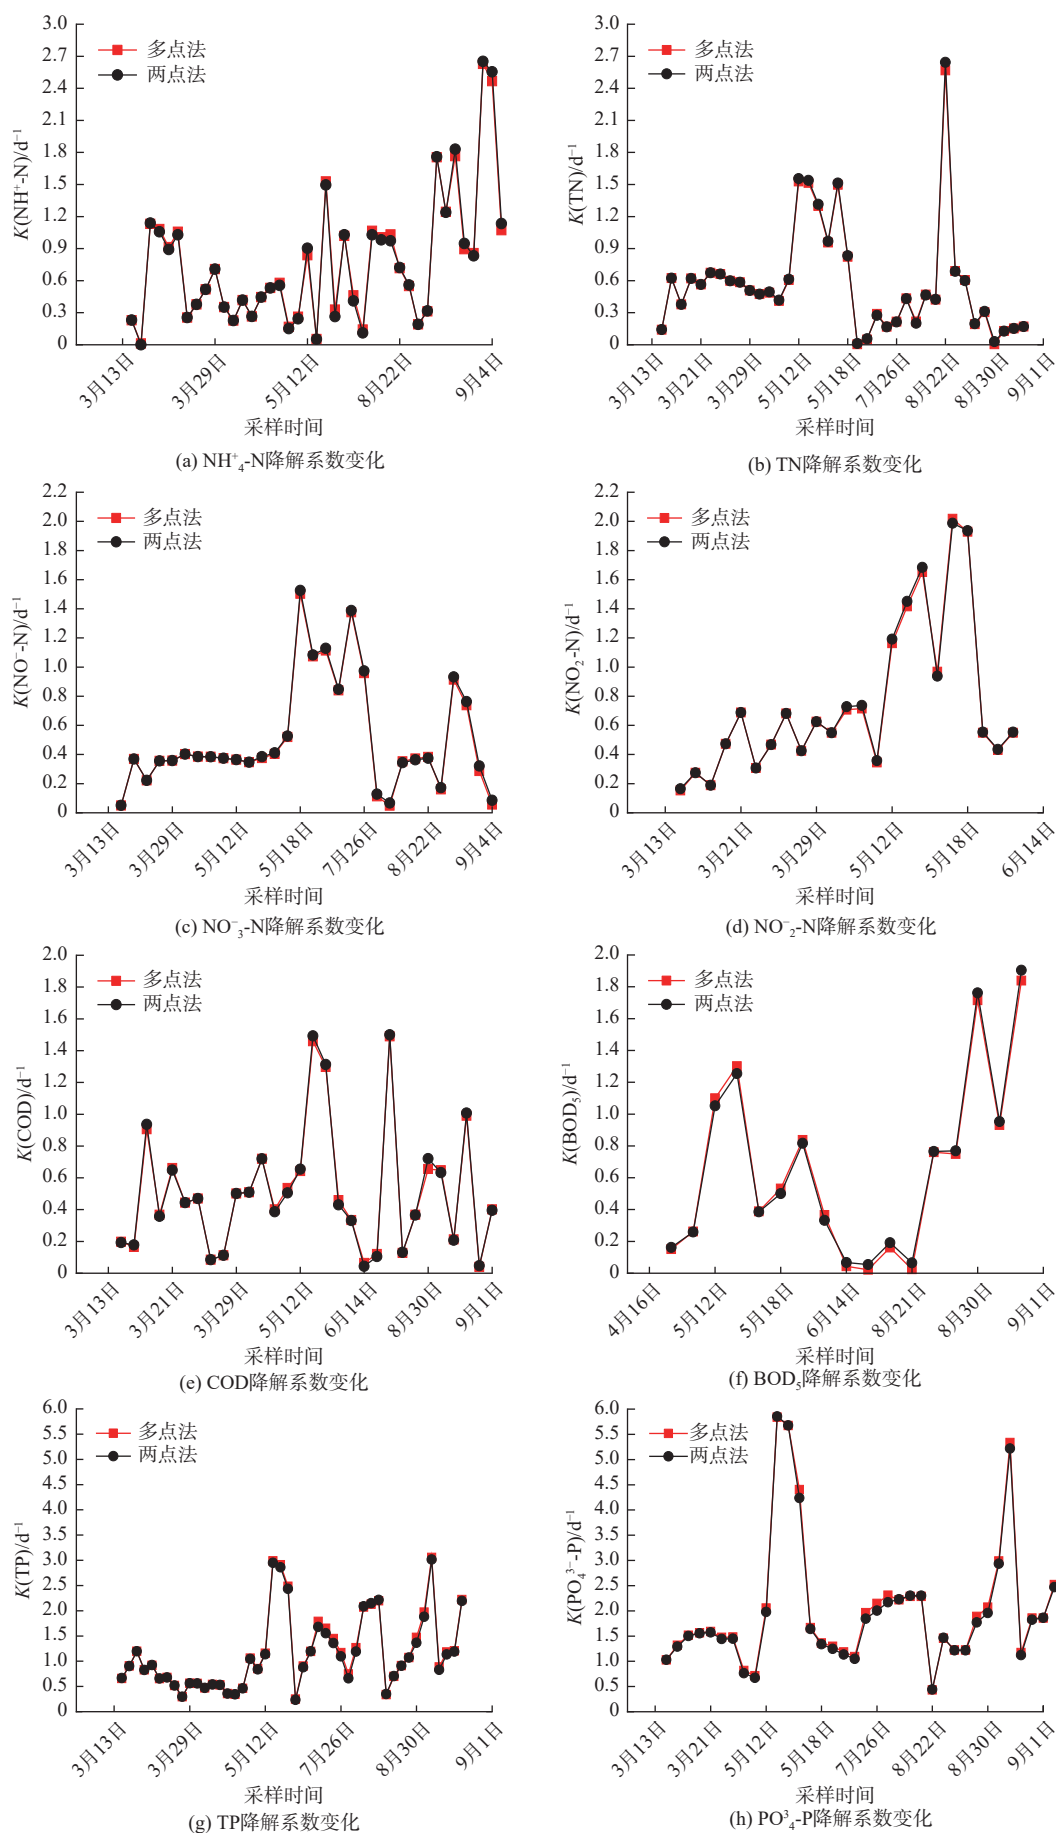 3.0
2.7
2.4
2.1
1.8
1.5
1.2
0.9
0.6
0.3
0
K(NH⁺-N)/d⁻¹
多点法
两点法
3月13日
3月29日
5月12日
8月22日
9月4日
采样时间
(a) NH⁺₄-N降解系数变化
3.0
2.7
2.4
2.1
1.8
1.5
1.2
0.9
0.6
0.3
0
K(TN)/d⁻¹
多点法
两点法
3月13日
3月21日
3月29日
5月12日
5月18日
7月26日
8月22日
8月30日
9月1日
采样时间
(b) TN降解系数变化
2.2
2.0
1.8
1.6
1.4
1.2
1.0
0.8
0.6
0.4
0.2
0
K(NO⁻-N)/d⁻¹
多点法
两点法
3月13日
3月29日
5月18日
7月26日
8月22日
9月4日
采样时间
(c) NO⁻₃-N降解系数变化
2.2
2.0
1.8
1.6
1.4
1.2
1.0
0.8
0.6
0.4
0.2
0
K(NO₂-N)/d⁻¹
多点法
两点法
3月13日
3月21日
3月29日
5月12日
5月18日
6月14日
采样时间
(d) NO⁻₂-N降解系数变化
2.0
1.8
1.6
1.4
1.2
1.0
0.8
0.6
0.4
0.2
0
K(COD)/d⁻¹
多点法
两点法
3月13日
3月21日
3月29日
5月12日
6月14日
8月30日
9月1日
采样时间
(e) COD降解系数变化
2.0
1.8
1.6
1.4
1.2
1.0
0.8
0.6
0.4
0.2
0
K(BOD₅)/d⁻¹
多点法
两点法
4月16日
5月12日
5月18日
6月14日
8月21日
8月30日
9月1日
采样时间
(f) BOD₅降解系数变化
6.0
5.5
5.0
4.5
4.0
3.5
3.0
2.5
2.0
1.5
1.0
0.5
0
K(TP)/d⁻¹
多点法
两点法
3月13日
3月29日
5月12日
7月26日
8月30日
9月1日
采样时间
(g) TP降解系数变化
6.0
5.5
5.0
4.5
4.0
3.5
3.0
2.5
2.0
1.5
1.0
0.5
0
K(PO₄³⁻-P)/d⁻¹
多点法
两点法
3月13日
3月21日
5月12日
5月18日
7月26日
8月22日
8月30日
9月1日
采样时间
(h) PO³₄-P降解系数变化